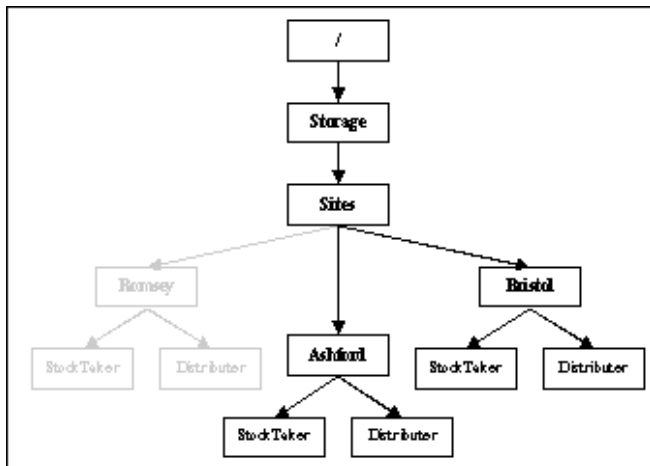 /
Storage
Sites
Romsey
Bristol
StockTaker
Distributer
Ashford
StockTaker
Distributer
StockTaker
Distributer